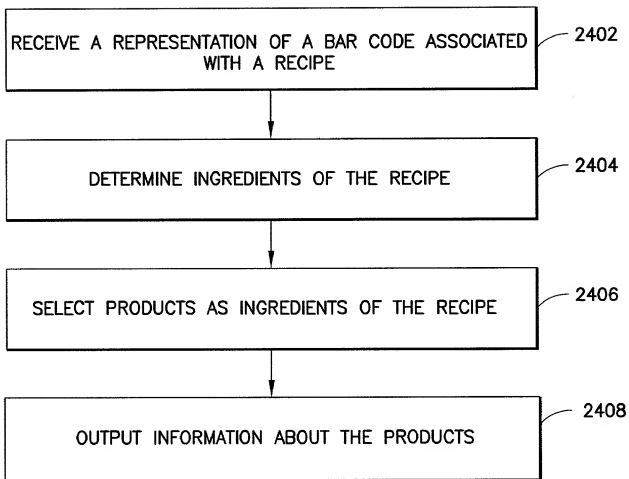 RECEIVE A REPRESENTATION OF A BAR CODE ASSOCIATED
WITH A RECIPE
2402
DETERMINE INGREDIENTS OF THE RECIPE
2404
SELECT PRODUCTS AS INGREDIENTS OF THE RECIPE
2406
OUTPUT INFORMATION ABOUT THE PRODUCTS
2408